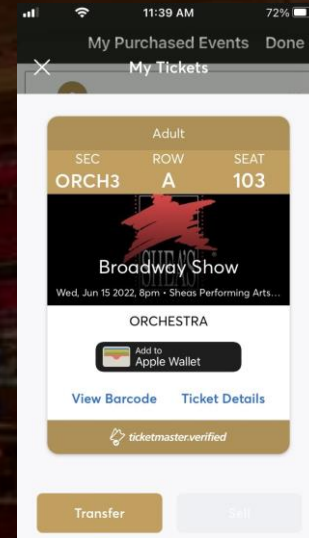 11:39 AM 72%
My Purchased Events Done
My Tickets
Adult
SEC ROW SEAT
ORCH3 A 103
SHEA'S
Broadway Show
Wed, Jun 15 2022, 8pm • Sheas Performing Arts...
ORCHESTRA
Add to
Apple Wallet
View Barcode Ticket Details
ticketmaster.verified
Transfer Sell